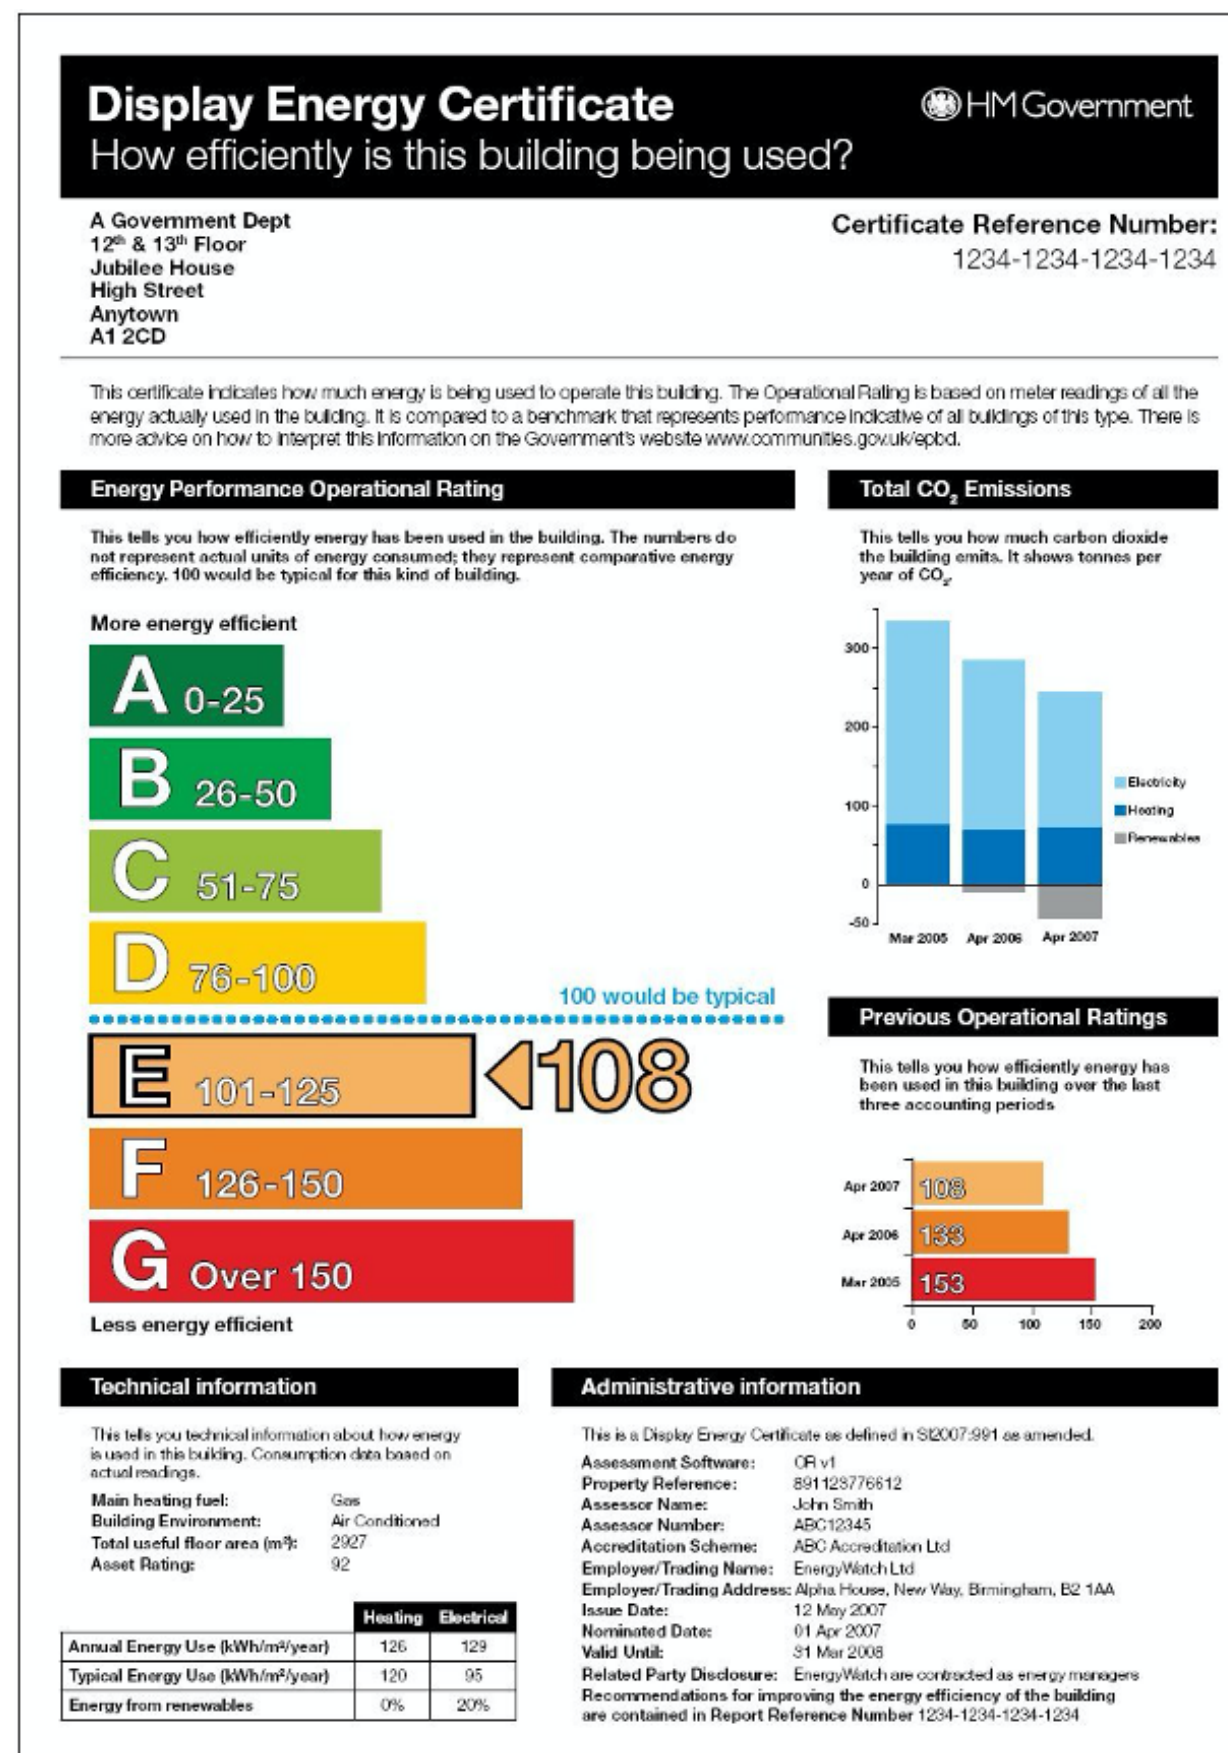 Display Energy Certificate
HM Government
How efficiently is this building being used?
A Government Dept
12th & 13th Floor
Jubilee House
High Street
Anytown
A1 2CD
Certificate Reference Number:
1234-1234-1234-1234
This certificate indicates how much energy is being used to operate this building. The Operational Rating is based on meter readings of all the
energy actually used in the building. It is compared to a benchmark that represents performance indicative of all buildings of this type. There is
more advice on how to interpret this information on the Government's website www.communities.gov.uk/epbd.
Energy Performance Operational Rating
This tells you how efficiently energy has been used in the building. The numbers do
not represent actual units of energy consumed; they represent comparative energy
efficiency. 100 would be typical for this kind of building.
More energy efficient
A 0-25
B 26-50
C 51-75
D 76-100
100 would be typical
E 101-125
108
F 126-150
G Over 150
Less energy efficient
Total CO₂ Emissions
This tells you how much carbon dioxide
the building emits. It shows tonnes per
year of CO₂.
300
200
100
0
-50
Mar 2005 Apr 2006 Apr 2007
Electricity
Heating
Renewables
Previous Operational Ratings
This tells you how efficiently energy has
been used in this building over the last
three accounting periods
Apr 2007 108
Apr 2006 133
Mar 2005 153
0 50 100 150 200
Technical information
This tells you technical information about how energy
is used in this building. Consumption data based on
actual readings.
Main heating fuel: Gas
Building Environment: Air Conditioned
Total useful floor area (m²): 2927
Asset Rating: 92
Heating Electrical
Annual Energy Use (kWh/m²/year) 126 129
Typical Energy Use (kWh/m²/year) 120 95
Energy from renewables 0% 20%
Administrative information
This is a Display Energy Certificate as defined in SI2007:991 as amended.
Assessment Software: OR v1
Property Reference: 891123776612
Assessor Name: John Smith
Assessor Number: ABC12345
Accreditation Scheme: ABC Accreditation Ltd
Employer/Trading Name: EnergyWatch Ltd
Employer/Trading Address: Alpha House, New Way, Birmingham, B2 1AA
Issue Date: 12 May 2007
Nominated Date: 01 Apr 2007
Valid Until: 31 Mar 2008
Related Party Disclosure: EnergyWatch are contracted as energy managers
Recommendations for improving the energy efficiency of the building
are contained in Report Reference Number 1234-1234-1234-1234